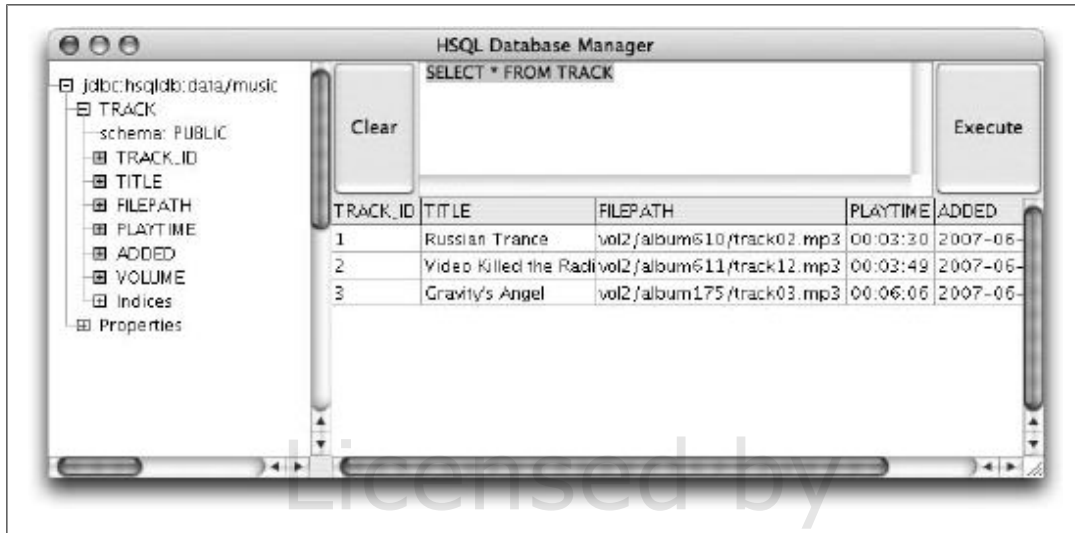 HSQL Database Manager
jdbc:hsqldb:data/music
TRACK
schema: PUBLIC
TRACK_ID
TITLE
FILEPATH
PLAYTIME
ADDED
VOLUME
Indices
Properties
Clear
SELECT * FROM TRACK
Execute
TRACK_ID TITLE FILEPATH PLAYTIME ADDED
1 Russian Trance vol2/album610/track02.mp3 00:03:30 2007-06-
2 Video Killed the Radi vol2/album611/track12.mp3 00:03:49 2007-06-
3 Gravity's Angel vol2/album175/track03.mp3 00:06:06 2007-06-
Licensed by